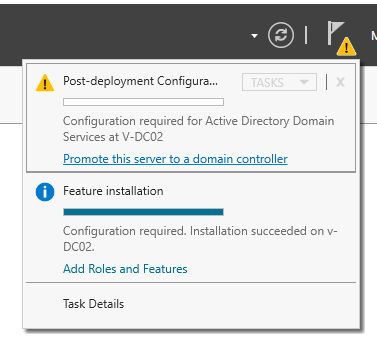 M
Post-deployment Configura...
TASKS
X
Configuration required for Active Directory Domain
Services at V-DC02
Promote this server to a domain controller
Feature installation
Configuration required. Installation succeeded on v-
DC02.
Add Roles and Features
Task Details